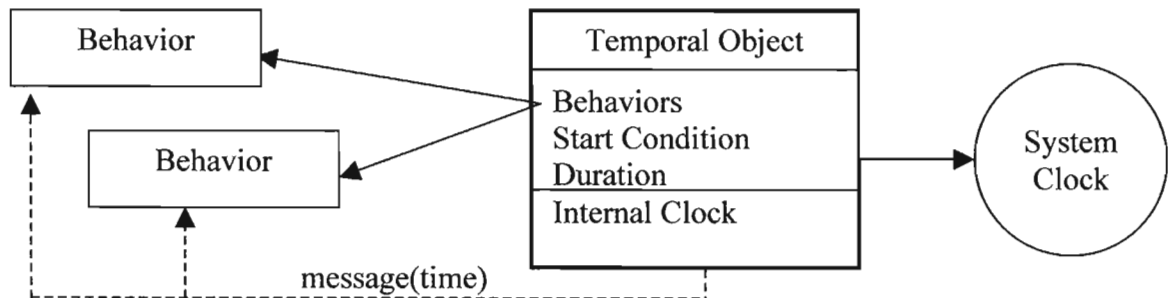 Behavior
Behavior
Temporal Object
Behaviors
Start Condition
Duration
Internal Clock
System
Clock
message(time)